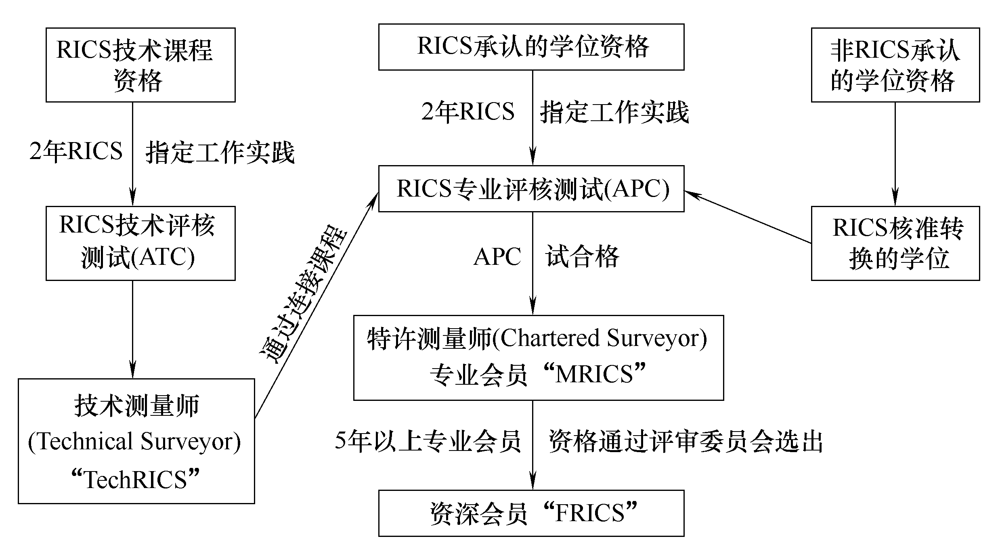 RICS技术课程
资格
2年RICS 指定工作实践
RICS技术评核
测试(ATC)
技术测量师
(Technical Surveyor)
“TechRICS”
通过连接课程
RICS承认的学位资格
2年RICS 指定工作实践
RICS专业评核测试(APC)
APC 试合格
特许测量师(Chartered Surveyor)
专业会员“MRICS”
5年以上专业会员 资格通过评审委员会选出
资深会员“FRICS”
非RICS承认
的学位资格
RICS核准转
换的学位